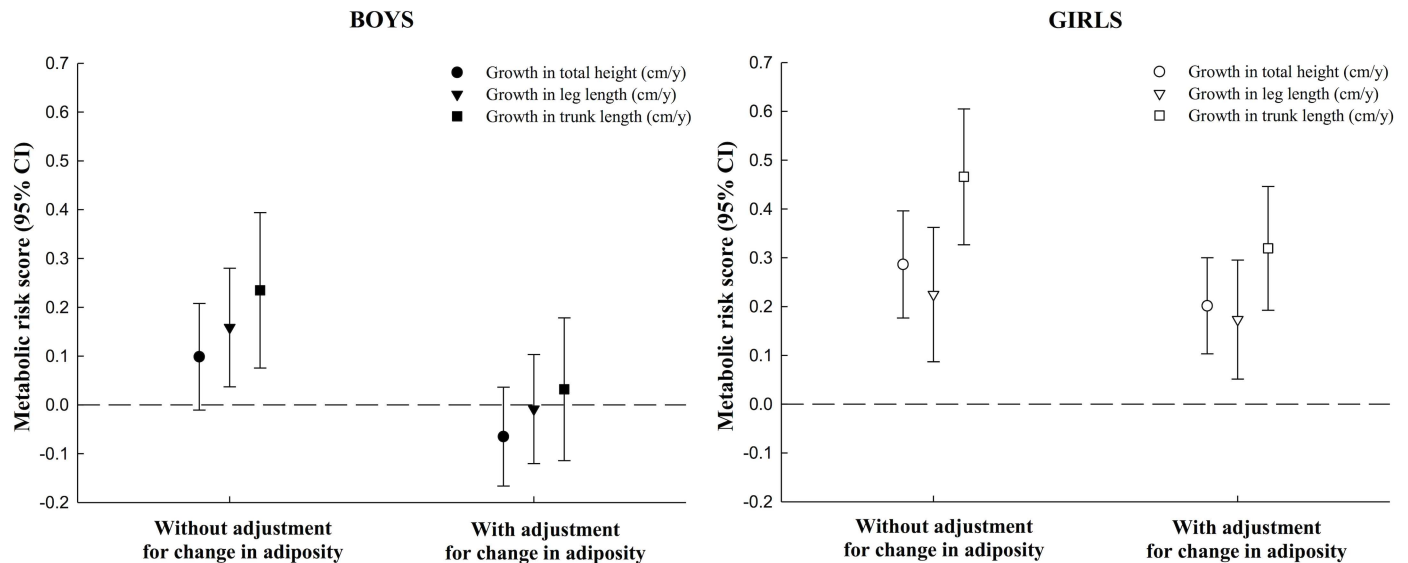 BOYS
Metabolic risk score (95% CI)
0.7
0.6
0.5
0.4
0.3
0.2
0.1
0.0
-0.1
-0.2
Growth in total height (cm/y)
Growth in leg length (cm/y)
Growth in trunk length (cm/y)
Without adjustment
for change in adiposity
With adjustment
for change in adiposity
GIRLS
Metabolic risk score (95% CI)
0.7
0.6
0.5
0.4
0.3
0.2
0.1
0.0
-0.1
-0.2
Growth in total height (cm/y)
Growth in leg length (cm/y)
Growth in trunk length (cm/y)
Without adjustment
for change in adiposity
With adjustment
for change in adiposity